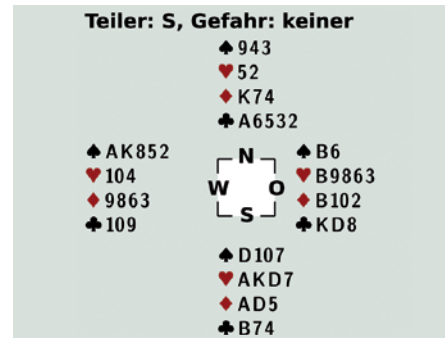 Teiler: S, Gefahr: keiner
♠ 943
♥ 52
♦ K74
♣ A6532
♠ AK852
♥ 104
♦ 9863
♣ 109
N
W O
S
♠ B6
♥ B9863
♦ B102
♣ KD8
♠ D107
♥ AKD7
♦ AD5
♣ B74